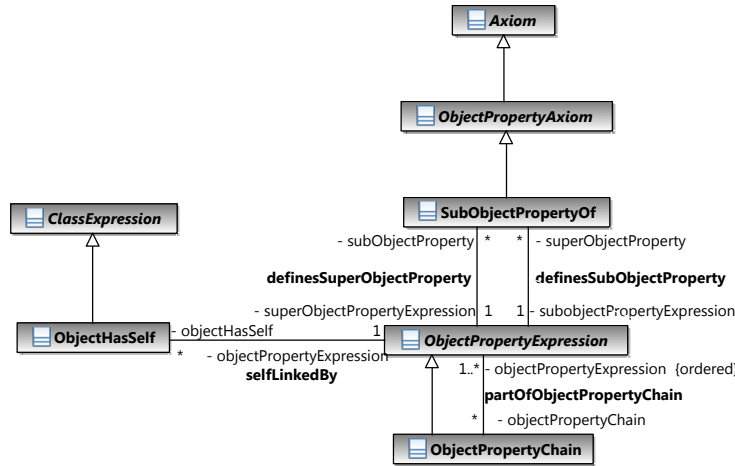 Axiom
ObjectPropertyAxiom
ClassExpression
SubObjectPropertyOf
- subObjectProperty * * - superObjectProperty
definesSuperObjectProperty definesSubObjectProperty
- superObjectPropertyExpression 1 1 - subobjectPropertyExpression
ObjectHasSelf - objectHasSelf 1 ObjectPropertyExpression
* - objectPropertyExpression
selfLinkedBy
1..* - objectPropertyExpression {ordered}
partOfObjectPropertyChain
* - objectPropertyChain
ObjectPropertyChain